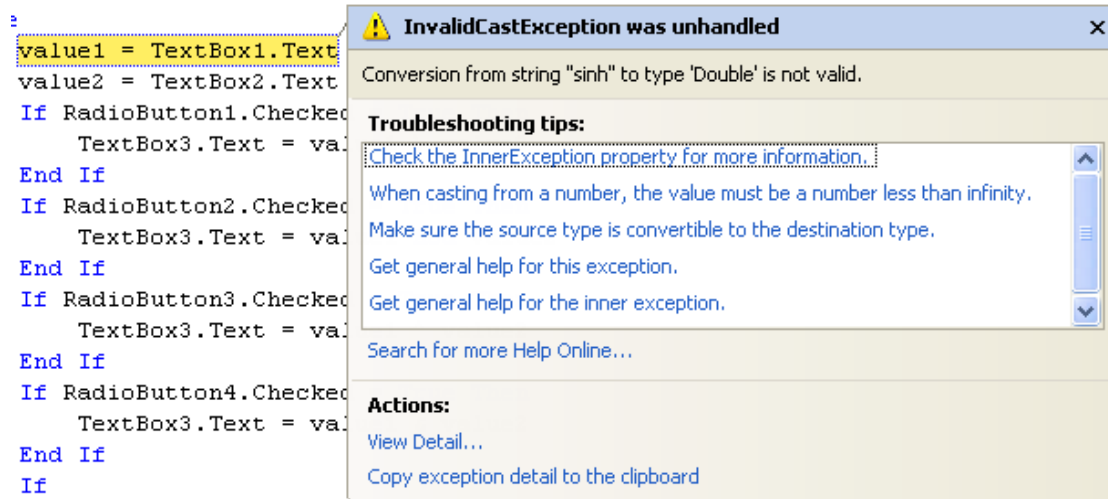 e
value1 = TextBox1.Text
value2 = TextBox2.Text
If RadioButton1.Checked
TextBox3.Text = val
End If
If RadioButton2.Checked
TextBox3.Text = val
End If
If RadioButton3.Checked
TextBox3.Text = val
End If
If RadioButton4.Checked
TextBox3.Text = val
End If
If
InvalidCastException was unhandled
Conversion from string "sinh" to type 'Double' is not valid.
Troubleshooting tips:
Check the InnerException property for more information.
When casting from a number, the value must be a number less than infinity.
Make sure the source type is convertible to the destination type.
Get general help for this exception.
Get general help for the inner exception.
Search for more Help Online...
Actions:
View Detail...
Copy exception detail to the clipboard